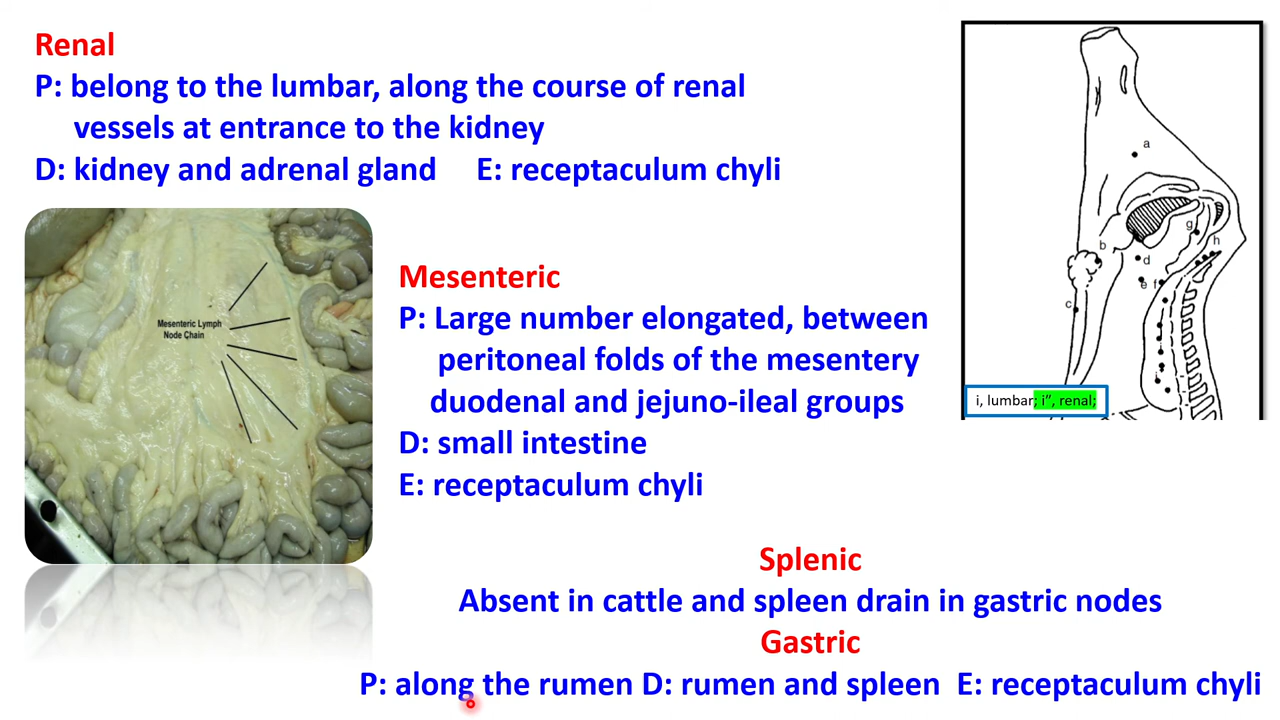 Renal
P: belong to the lumbar, along the course of renal
vessels at entrance to the kidney
D: kidney and adrenal gland E: receptaculum chyli
Mesenteric Lymph
Node Chain
Mesenteric
P: Large number elongated, between
peritoneal folds of the mesentery
duodenal and jejuno-ileal groups
D: small intestine
E: receptaculum chyli
a
g
b
h
d
e f
c
i, lumbar; i″, renal;
Splenic
Absent in cattle and spleen drain in gastric nodes
Gastric
P: along the rumen D: rumen and spleen E: receptaculum chyli